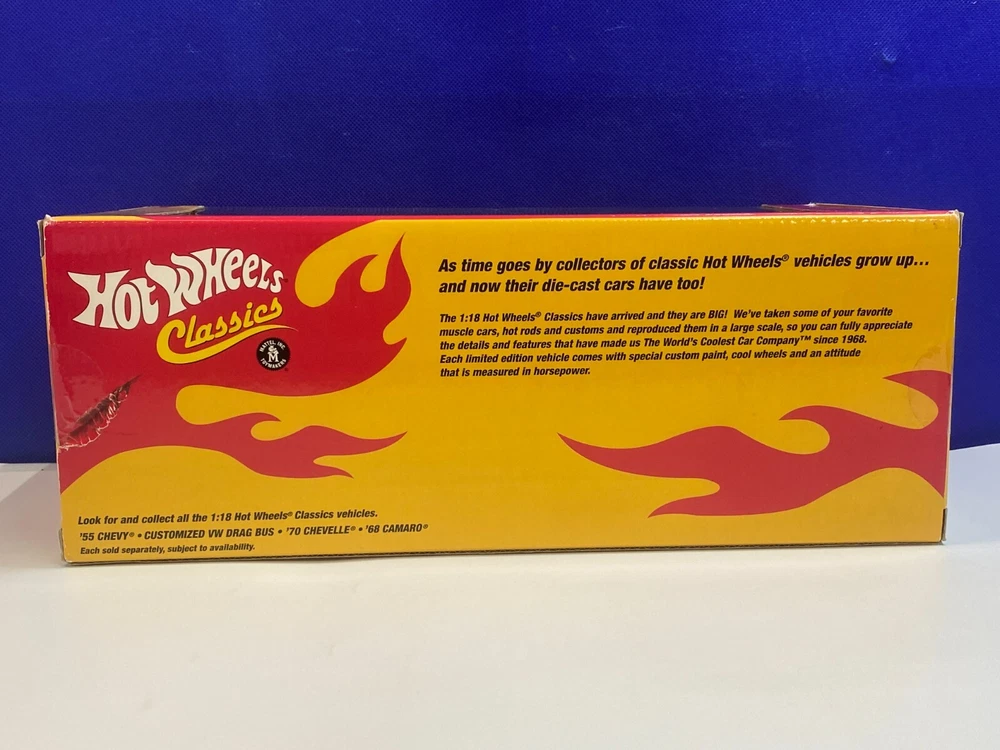 HOT WHEELS
Classics
MATTEL, INC.
M
TOYMAKERS
As time goes by collectors of classic Hot Wheels® vehicles grow up...
and now their die-cast cars have too!
The 1:18 Hot Wheels® Classics have arrived and they are BIG! We've taken some of your favorite
muscle cars, hot rods and customs and reproduced them in a large scale, so you can fully appreciate
the details and features that have made us The World's Coolest Car Company™ since 1968.
Each limited edition vehicle comes with special custom paint, cool wheels and an attitude
that is measured in horsepower.
Look for and collect all the 1:18 Hot Wheels® Classics vehicles.
'55 CHEVY® • CUSTOMIZED VW DRAG BUS • '70 CHEVELLE® • '68 CAMARO®
Each sold separately, subject to availability.